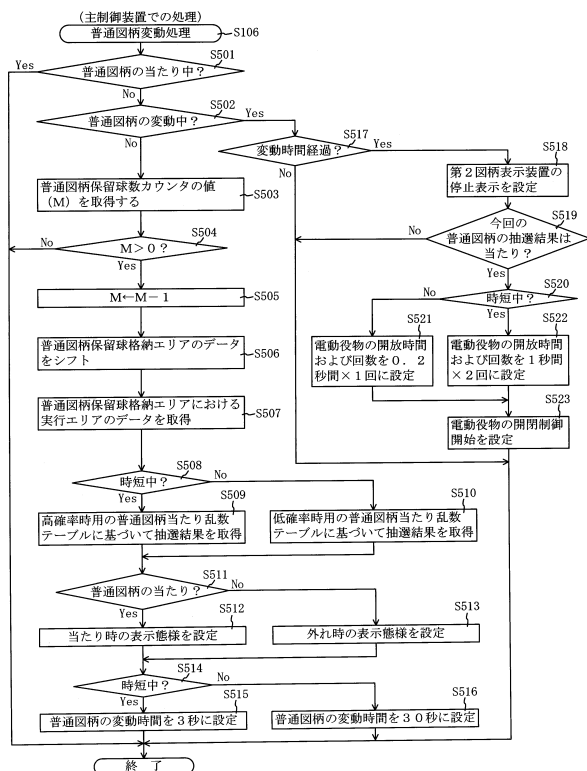 (主制御装置での処理)
普通図柄変動処理
S106
S501
Yes
普通図柄の当たり中？
No
S502
普通図柄の変動中？
Yes
No
S517
変動時間経過？
Yes
No
S518
第２図柄表示装置の
停止表示を設定
普通図柄保留球数カウンタの値
（M）を取得する
S503
S519
今回の
普通図柄の抽選結果は
当たり？
No
Yes
S504
No
M＞0？
Yes
M←M－1
S505
S520
時短中？
No
Yes
普通図柄保留球格納エリアのデータ
をシフト
S506
S521
電動役物の開放時間
および回数を０．２
秒間×１回に設定
S522
電動役物の開放時間
および回数を１秒間
×２回に設定
普通図柄保留球格納エリアにおける
実行エリアのデータを取得
S507
S523
電動役物の開閉制御
開始を設定
S508
時短中？
No
Yes
S509
高確率時用の普通図柄当たり乱数
テーブルに基づいて抽選結果を取得
S510
低確率時用の普通図柄当たり乱数
テーブルに基づいて抽選結果を取得
S511
普通図柄の当たり？
No
Yes
S512
当たり時の表示態様を設定
S513
外れ時の表示態様を設定
S514
時短中？
No
Yes
S515
普通図柄の変動時間を３秒に設定
S516
普通図柄の変動時間を３０秒に設定
終 了